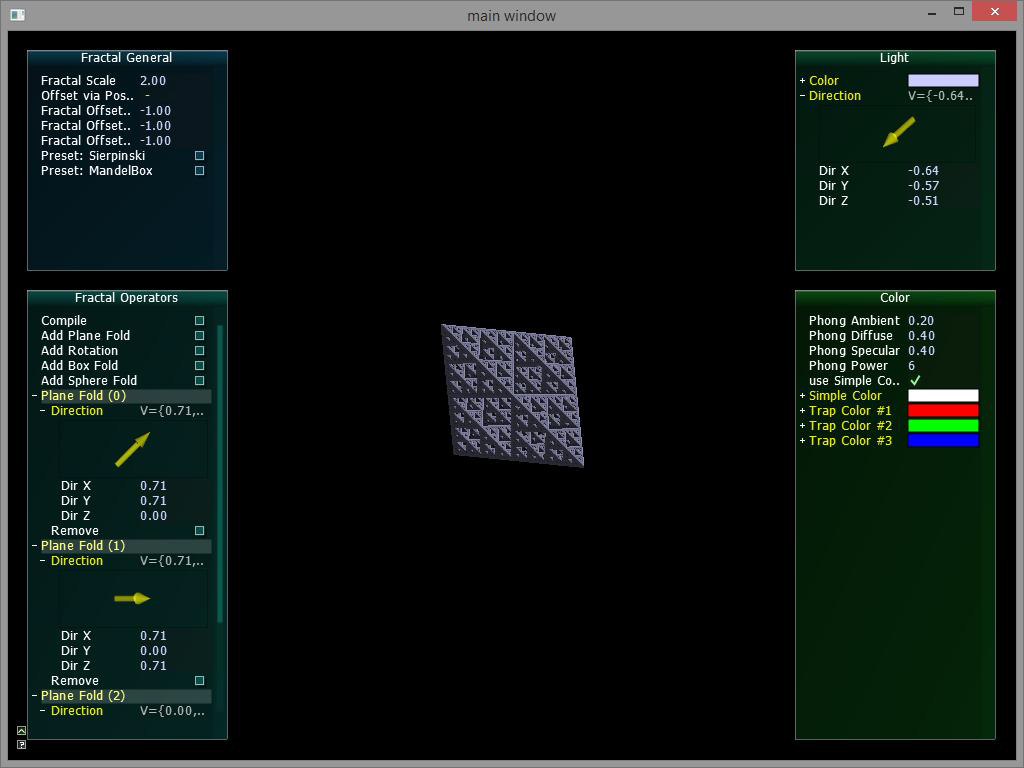 main window
Fractal General
Fractal Scale 2.00
Offset via Pos.. -
Fractal Offset.. -1.00
Fractal Offset.. -1.00
Fractal Offset.. -1.00
Preset: Sierpinski
Preset: MandelBox
Fractal Operators
Compile
Add Plane Fold
Add Rotation
Add Box Fold
Add Sphere Fold
- Plane Fold (0)
- Direction V={0.71,..
Dir X 0.71
Dir Y 0.71
Dir Z 0.00
Remove
- Plane Fold (1)
- Direction V={0.71,..
Dir X 0.71
Dir Y 0.00
Dir Z 0.71
Remove
- Plane Fold (2)
- Direction V={0.00,..
?
Light
+ Color
- Direction V={-0.64..
Dir X -0.64
Dir Y -0.57
Dir Z -0.51
Color
Phong Ambient 0.20
Phong Diffuse 0.40
Phong Specular 0.40
Phong Power 6
use Simple Co.. ✓
+ Simple Color
+ Trap Color #1
+ Trap Color #2
+ Trap Color #3